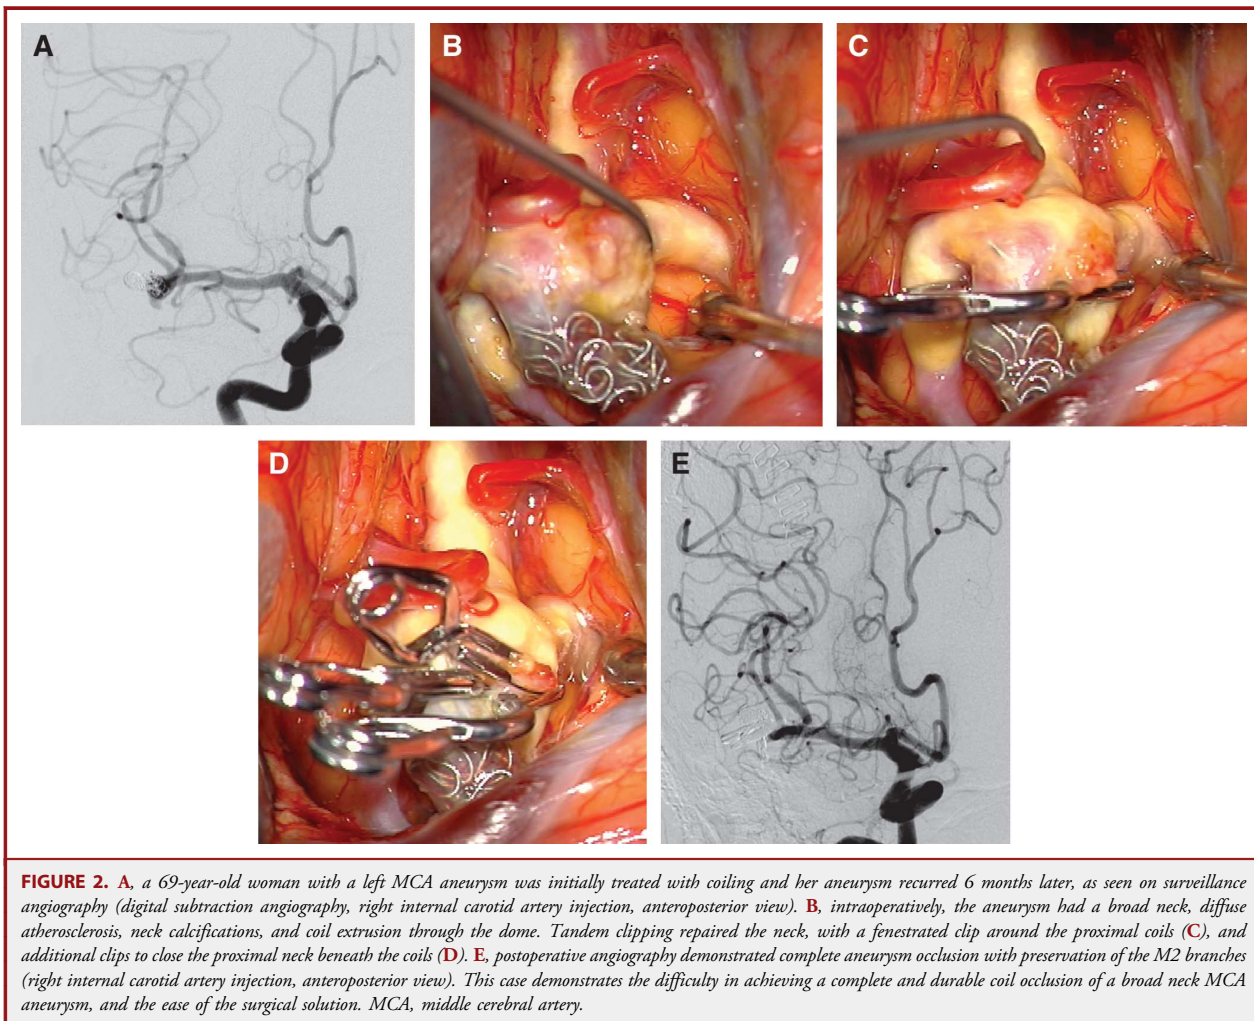 A
B
C
D
E
FIGURE 2. A, a 69-year-old woman with a left MCA aneurysm was initially treated with coiling and her aneurysm recurred 6 months later, as seen on surveillance
angiography (digital subtraction angiography, right internal carotid artery injection, anteroposterior view). B, intraoperatively, the aneurysm had a broad neck, diffuse
atherosclerosis, neck calcifications, and coil extrusion through the dome. Tandem clipping repaired the neck, with a fenestrated clip around the proximal coils (C), and
additional clips to close the proximal neck beneath the coils (D). E, postoperative angiography demonstrated complete aneurysm occlusion with preservation of the M2 branches
(right internal carotid artery injection, anteroposterior view). This case demonstrates the difficulty in achieving a complete and durable coil occlusion of a broad neck MCA
aneurysm, and the ease of the surgical solution. MCA, middle cerebral artery.